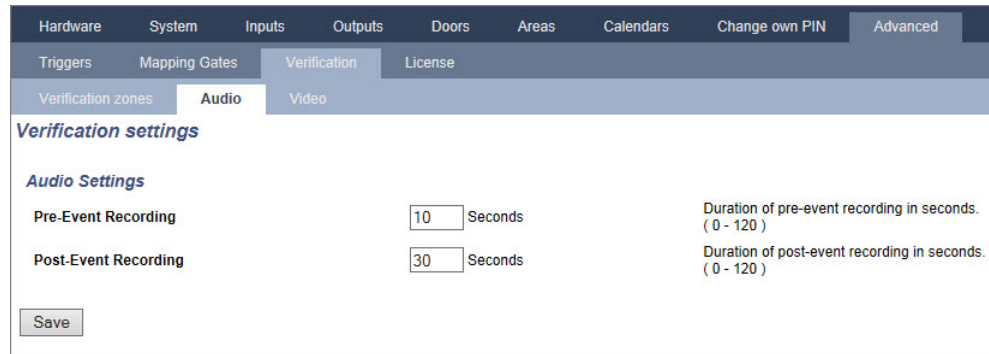 Hardware System Inputs Outputs Doors Areas Calendars Change own PIN Advanced
Triggers Mapping Gates Verification License
Verification zones Audio Video
Verification settings
Audio Settings
Pre-Event Recording 10 Seconds Duration of pre-event recording in seconds.
( 0 - 120 )
Post-Event Recording 30 Seconds Duration of post-event recording in seconds.
( 0 - 120 )
Save